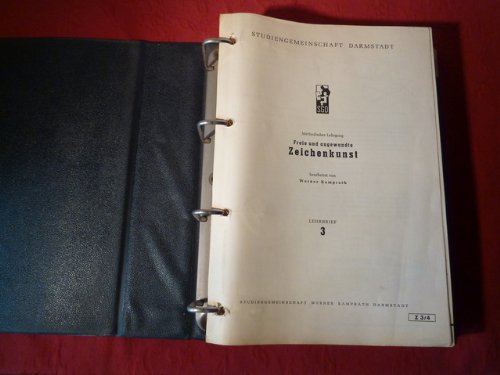 STUDIENGEMEINSCHAFT DARMSTADT
SGD
Methodischer Lehrgang
Freie und angewandte
Zeichenkunst
bearbeitet von
Werner Kamprath
LEHRBRIEF
3
STUDIENGEMEINSCHAFT WERNER KAMPRATH DARMSTADT
Z 3/4